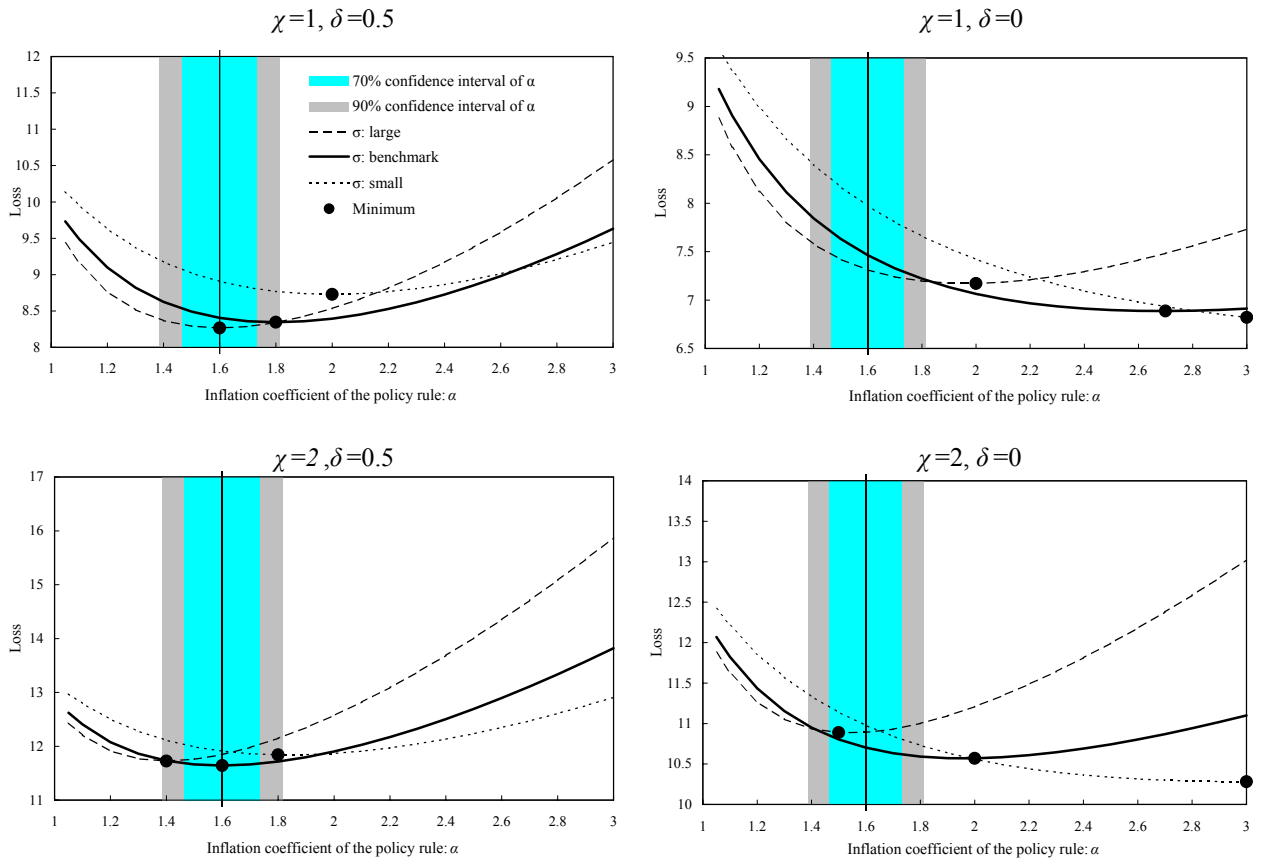 χ=1, δ=0.5
12
11.5
11
10.5
10
9.5
9
8.5
8
Loss
70% confidence interval of α
90% confidence interval of α
σ: large
σ: benchmark
σ: small
Minimum
1 1.2 1.4 1.6 1.8 2 2.2 2.4 2.6 2.8 3
Inflation coefficient of the policy rule: α
χ=1, δ=0
9.5
9
8.5
8
7.5
7
6.5
Loss
1 1.2 1.4 1.6 1.8 2 2.2 2.4 2.6 2.8 3
Inflation coefficient of the policy rule: α
χ=2 ,δ=0.5
17
16
15
14
13
12
11
Loss
1 1.2 1.4 1.6 1.8 2 2.2 2.4 2.6 2.8 3
Inflation coefficient of the policy rule: α
χ=2, δ=0
14
13.5
13
12.5
12
11.5
11
10.5
10
Loss
1 1.2 1.4 1.6 1.8 2 2.2 2.4 2.6 2.8 3
Inflation coefficient of the policy rule: α